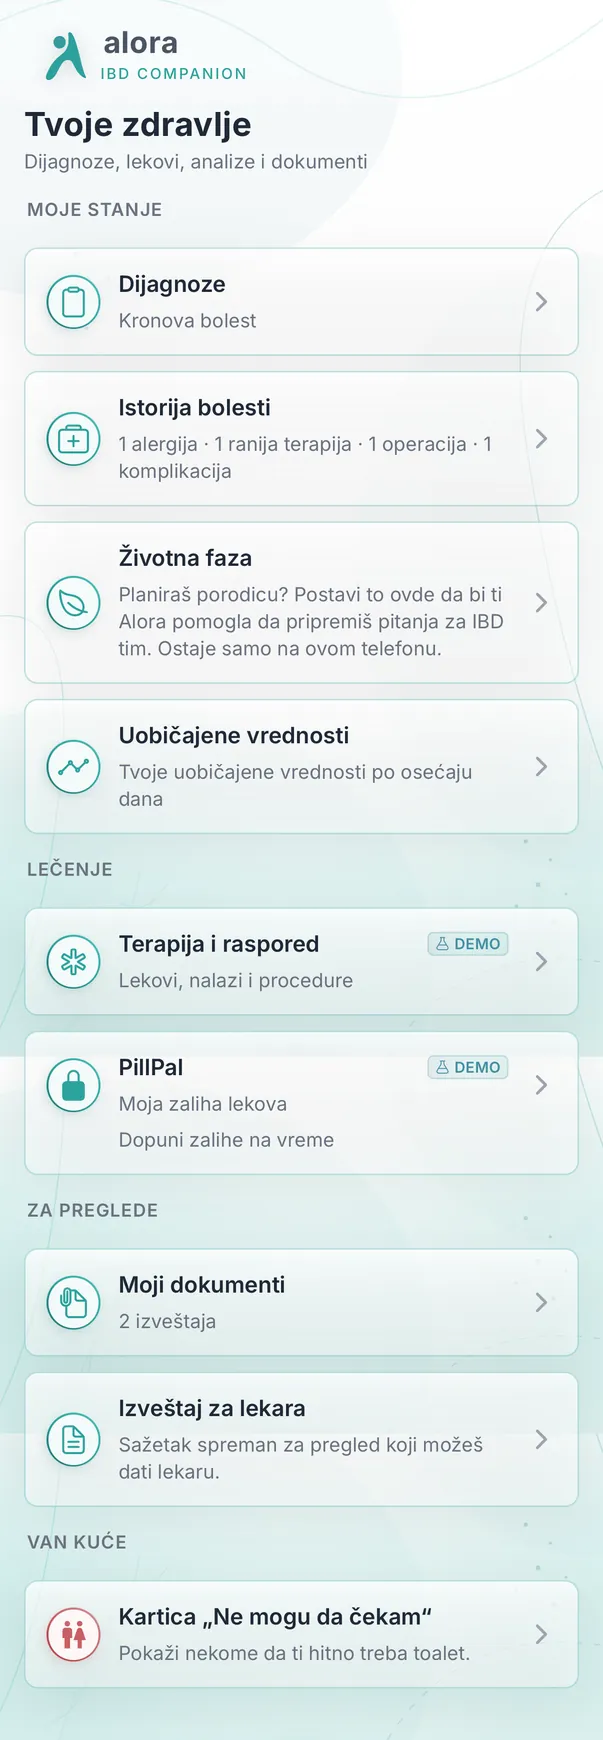 alora
IBD COMPANION
Tvoje zdravlje
Dijagnoze, lekovi, analize i dokumenti
MOJE STANJE
Dijagnoze
Kronova bolest
Istorija bolesti
1 alergija · 1 ranija terapija · 1 operacija · 1
komplikacija
Životna faza
Planiraš porodicu? Postavi to ovde da bi ti
Alora pomogla da pripremiš pitanja za IBD
tim. Ostaje samo na ovom telefonu.
Uobičajene vrednosti
Tvoje uobičajene vrednosti po osećaju
dana
LEČENJE
Terapija i raspored
DEMO
Lekovi, nalazi i procedure
PillPal
DEMO
Moja zaliha lekova
Dopuni zalihe na vreme
ZA PREGLEDE
Moji dokumenti
2 izveštaja
Izveštaj za lekara
Sažetak spreman za pregled koji možeš
dati lekaru.
VAN KUĆE
Kartica „Ne mogu da čekam“
Pokaži nekome da ti hitno treba toalet.